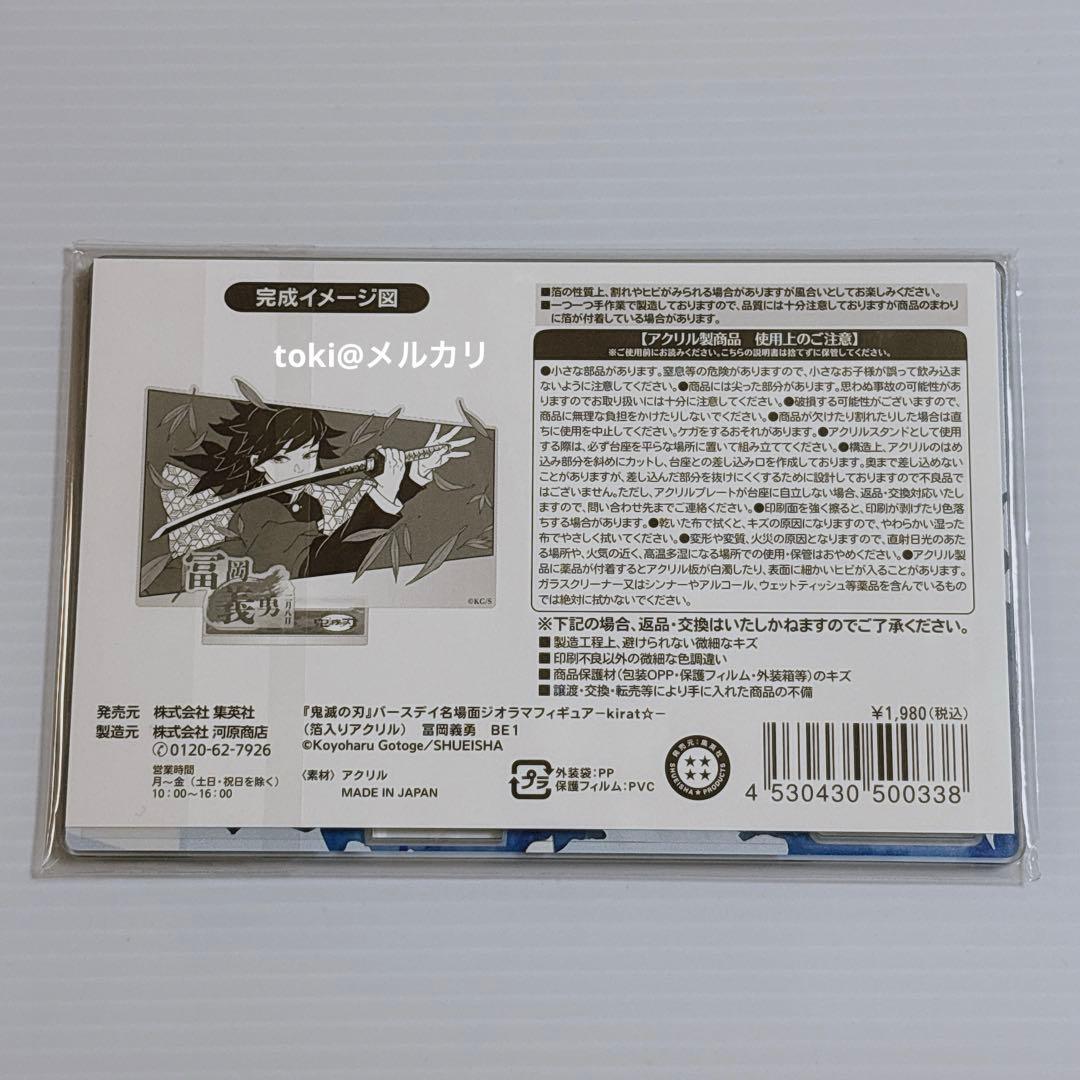 完成イメージ図
toki@メルカリ
冨岡
義勇
二月八日
©KG/S
■箔の性質上、割れやヒビがみられる場合がありますが風合いとしてお楽しみください。
■一つ一つ手作業で製造しておりますので、品質には十分注意しておりますが商品のまわり
に箔が付着している場合があります。
【アクリル製商品 使用上のご注意】
※ご使用前にお読みください。こちらの説明書は捨てずに保管してください。
●小さな部品があります。窒息等の危険がありますので、小さなお子様が誤って飲み込ま
ないように注意してください。●商品には尖った部分があります。思わぬ事故の可能性があ
りますのでお取り扱いには十分に注意してください。●破損する可能性がございますので、
商品に無理な負担をかけたりしないでください。●商品が欠けたり割れたりした場合は直
ちに使用を中止してください。ケガをするおそれがあります。●アクリルスタンドとして使用
する際は、必ず台座を平らな場所に置いて組み立ててください。●構造上、アクリルのはめ
込み部分を斜めにカットし、台座との差し込み口を作成しております。奥まで差し込めない
ことがありますが、差し込んだ部分を抜けにくくするために設計しておりますので不良品で
はございません。ただし、アクリルプレートが台座に自立しない場合、返品・交換対応いたし
ますので、問い合わせ先までご連絡ください。●印刷面を強く擦ると、印刷が剥げたり色落
ちする場合があります。●乾いた布で拭くと、キズの原因になりますので、やわらかい湿った
布でやさしく拭いてください。●変形や変質、火災の原因となりますので、直射日光のあた
る場所や、火気の近く、高温多湿になる場所での使用・保管はおやめください。●アクリル製
品に薬品が付着するとアクリル板が白濁したり、表面に細かいヒビが入ることがあります。
ガラスクリーナー又はシンナーやアルコール、ウェットティッシュ等薬品を含んでいるもの
では絶対に拭かないでください。
※下記の場合、返品・交換はいたしかねますのでご了承ください。
■製造工程上、避けられない微細なキズ
■印刷不良以外の微細な色調違い
■商品保護材(包装OPP・保護フィルム・外装箱等)のキズ
■譲渡・交換・転売等により手に入れた商品の不備
発売元 株式会社 集英社
製造元 株式会社 河原商店
✆0120-62-7926
営業時間
月～金(土日・祝日を除く)
10：00～16：00
『鬼滅の刃』バースデイ名場面ジオラマフィギュアーkirat☆ー
(箔入りアクリル) 冨岡義勇 BE1
©Koyoharu Gotoge/SHUEISHA
〈素材〉アクリル
MADE IN JAPAN
プラ
外装袋:PP
保護フィルム:PVC
発売元:集英社
SHUEISHA★PRODUCTS
¥1,980(税込)
4 530430 500338